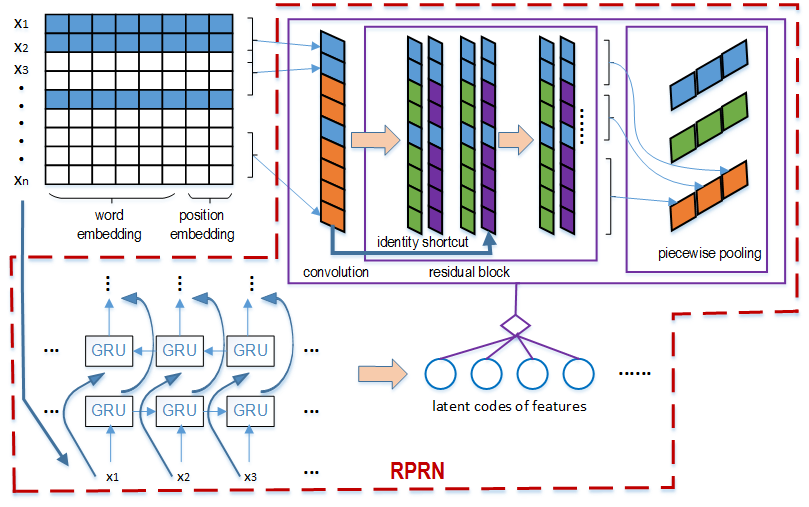 x1
x2
x3
xn
word
embedding
position
embedding
identity shortcut
convolution
residual block
piecewise pooling
... GRU GRU GRU ...
... GRU GRU GRU ...
latent codes of features
......
x1 x2 x3 ...
RPRN